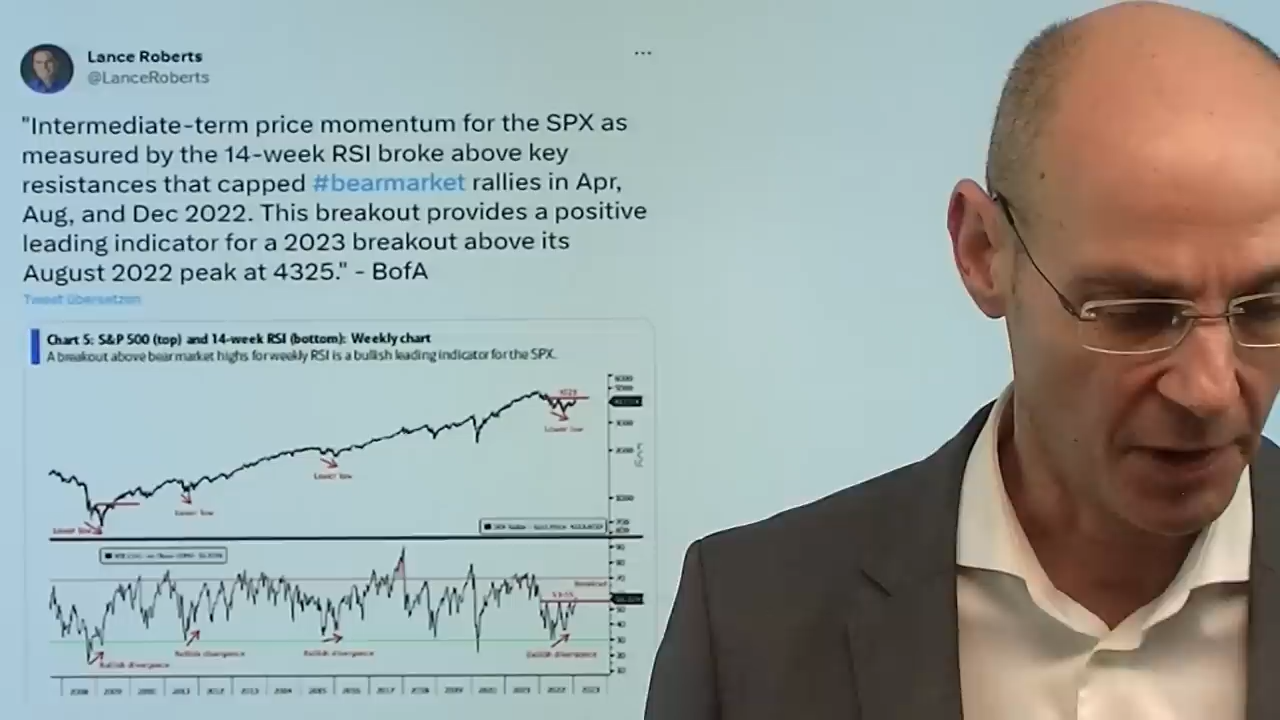 Lance Roberts
@LanceRoberts
"Intermediate-term price momentum for the SPX as
measured by the 14-week RSI broke above key
resistances that capped #bearmarket rallies in Apr,
Aug, and Dec 2022. This breakout provides a positive
leading indicator for a 2023 breakout above its
August 2022 peak at 4325." - BofA
Tweet übersetzen
Chart 5: S&P 500 (top) and 14-week RSI (bottom): Weekly chart
A breakout above bear market highs for weekly RSI is a bullish leading indicator for the SPX.
Lower low
Lower low
Lower low
Lower low
Breakout
Bullish divergence
Bullish divergence
Bullish divergence
Bullish divergence